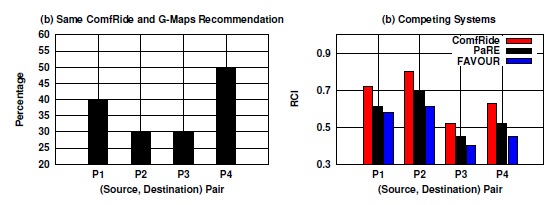 (b) Same ComfRide and G-Maps Recommendation
60
55
50
45
40
35
30
25
20
Percentage
P1 P2 P3 P4
(Source, Destination) Pair
(b) Competing Systems
ComfRide
PaRE
FAVOUR
0.9
0.7
0.5
0.3
RCI
P1 P2 P3 P4
(Source, Destination) Pair